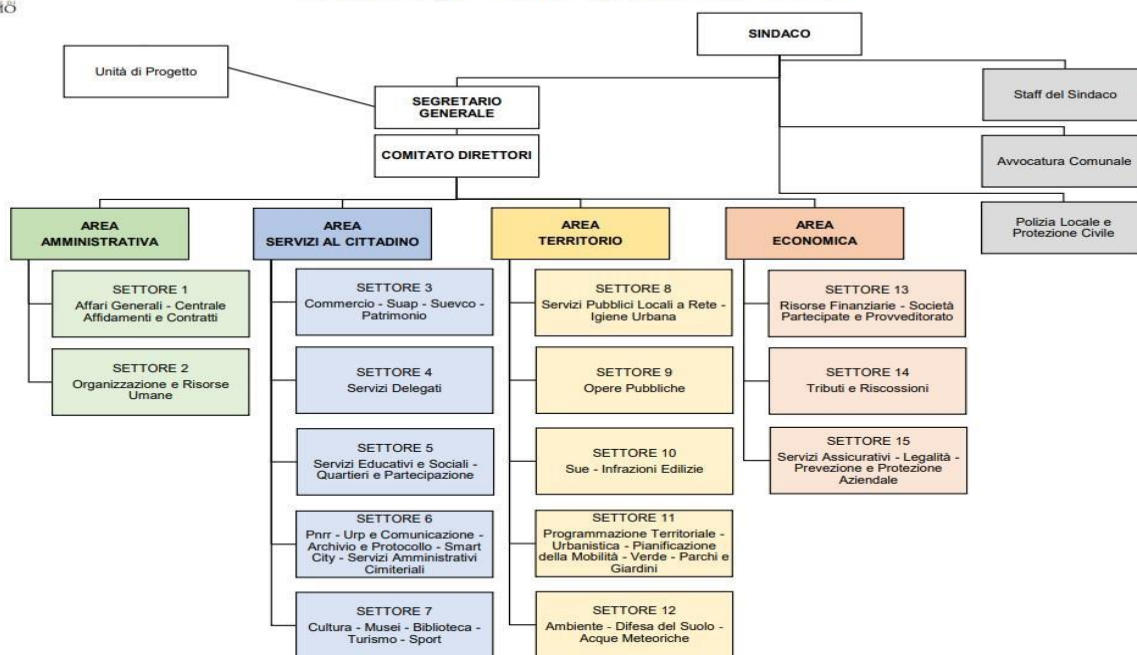 SINDACO
Unità di Progetto
Staff del Sindaco
SEGRETARIO
GENERALE
COMITATO DIRETTORI
Avvocatura Comunale
Polizia Locale e
Protezione Civile
AREA
AMMINISTRATIVA
AREA
SERVIZI AL CITTADINO
AREA
TERRITORIO
AREA
ECONOMICA
SETTORE 1
Affari Generali - Centrale
Affidamenti e Contratti
SETTORE 2
Organizzazione e Risorse
Umane
SETTORE 3
Commercio - Suap - Suevco -
Patrimonio
SETTORE 4
Servizi Delegati
SETTORE 5
Servizi Educativi e Sociali -
Quartieri e Partecipazione
SETTORE 6
Pnrr - Urp e Comunicazione -
Archivio e Protocollo - Smart
City - Servizi Amministrativi
Cimiteriali
SETTORE 7
Cultura - Musei - Biblioteca -
Turismo - Sport
SETTORE 8
Servizi Pubblici Locali a Rete -
Igiene Urbana
SETTORE 9
Opere Pubbliche
SETTORE 10
Sue - Infrazioni Edilizie
SETTORE 11
Programmazione Territoriale -
Urbanistica - Pianificazione
della Mobilità - Verde - Parchi e
Giardini
SETTORE 12
Ambiente - Difesa del Suolo -
Acque Meteoriche
SETTORE 13
Risorse Finanziarie - Società
Partecipate e Provveditorato
SETTORE 14
Tributi e Riscossioni
SETTORE 15
Servizi Assicurativi - Legalità -
Prevezione e Protezione
Aziendale